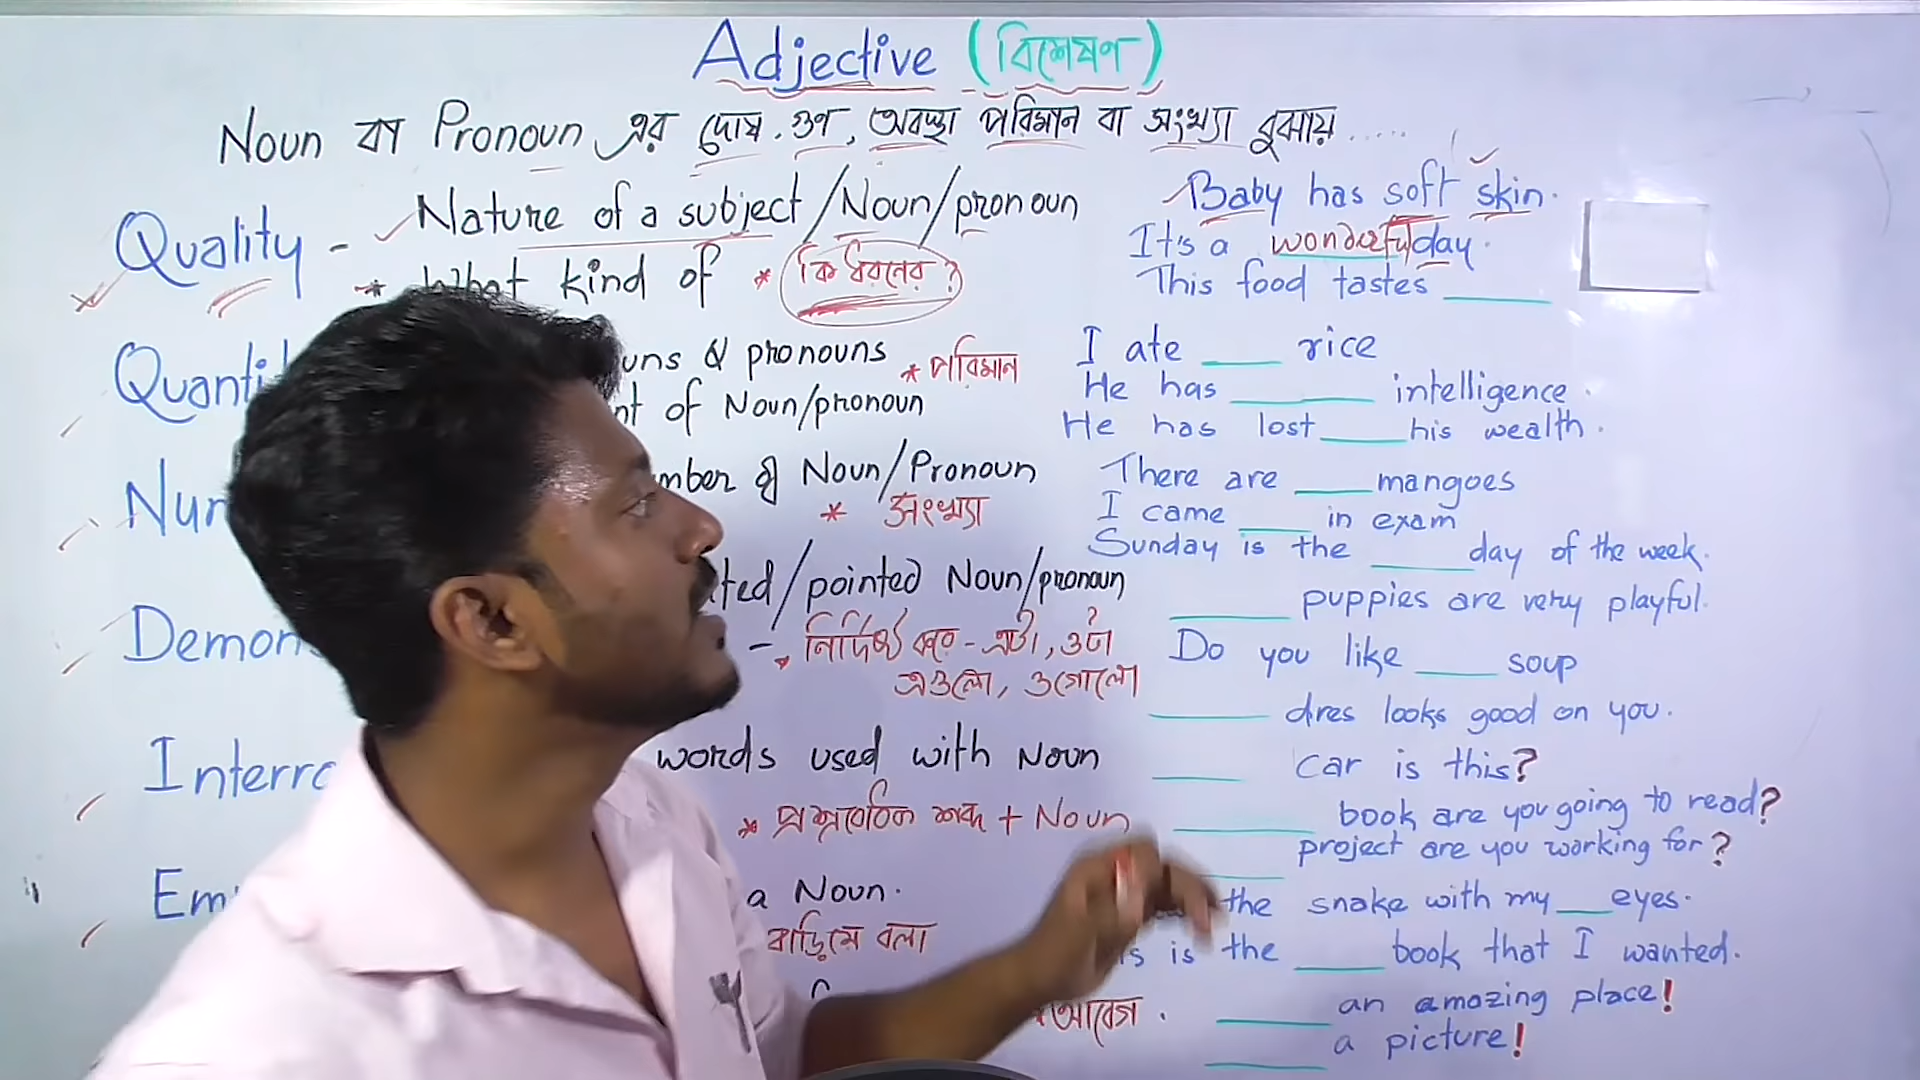 Adjective (বিশেষণ)
Noun বা Pronoun এর দোষ, গুণ, অবস্থা পরিমান বা সংখ্যা বুঝায়.....
Quality - Nature of a subject/Noun/pronoun
* What kind of * কি ধরনের?
Baby has soft skin.
It's a wonderful day.
This food tastes ____
Quanti
uns & pronouns * পরিমান
nt of Noun/pronoun
I ate ____ rice
He has ____ intelligence.
He has lost ____ his wealth.
Num
mber of Noun/Pronoun
* সংখ্যা
There are ____ mangoes
I came ____ in exam
Sunday is the ____ day of the week.
Demon
ted/pointed Noun/pronoun
- নির্দিষ্ট করে - এটা, ওটা
এগুলো, ওগোলো
____ puppies are very playful.
Do you like ____ soup
____ dres looks good on you.
Interro
words used with Noun
* প্রশ্নবোধক শব্দ + Noun
____ car is this?
____ book are you going to read?
____ project are you working for?
Em
a Noun.
বাড়িয়ে বলা
the snake with my ____ eyes.
is is the ____ book that I wanted.
*আবেগ.
____ an amazing place!
____ a picture!